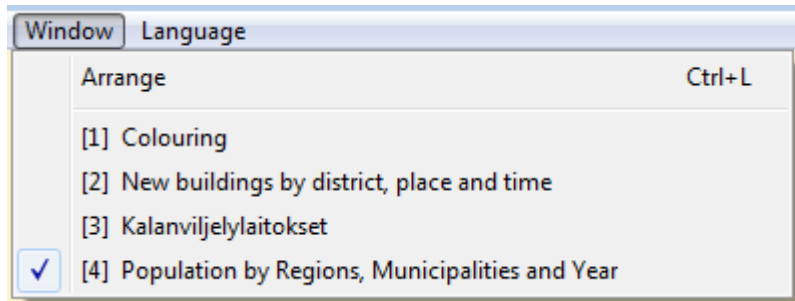 Window Language
Arrange Ctrl+L
[1] Colouring
[2] New buildings by district, place and time
[3] Kalanviljelylaitokset
[4] Population by Regions, Municipalities and Year